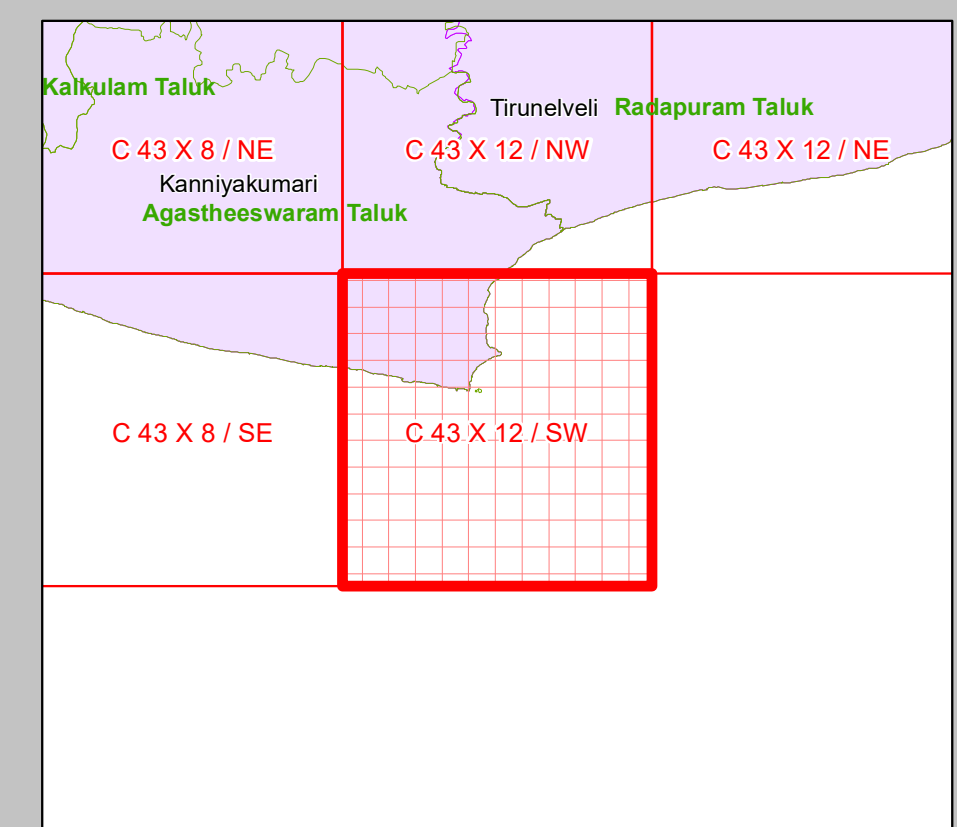 Kalkulam Taluk
Tirunelveli
Radapuram Taluk
C 43 X 8 / NE
C 43 X 12 / NW
C 43 X 12 / NE
Kanniyakumari
Agastheeswaram Taluk
C 43 X 8 / SE
C 43 X 12 / SW